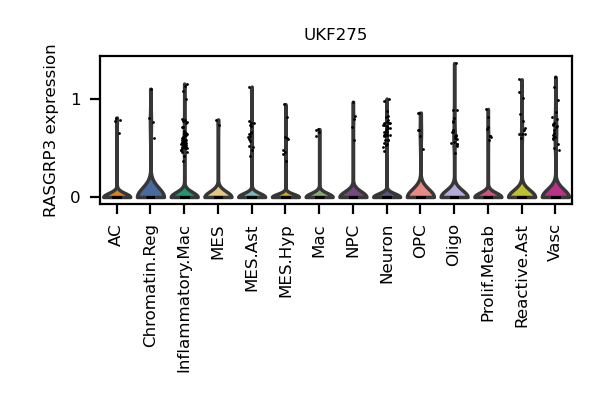 UKF275
RASGRP3 expression
1
0
AC
Chromatin.Reg
Inflammatory.Mac
MES
MES.Ast
MES.Hyp
Mac
NPC
Neuron
OPC
Oligo
Prolif.Metab
Reactive.Ast
Vasc